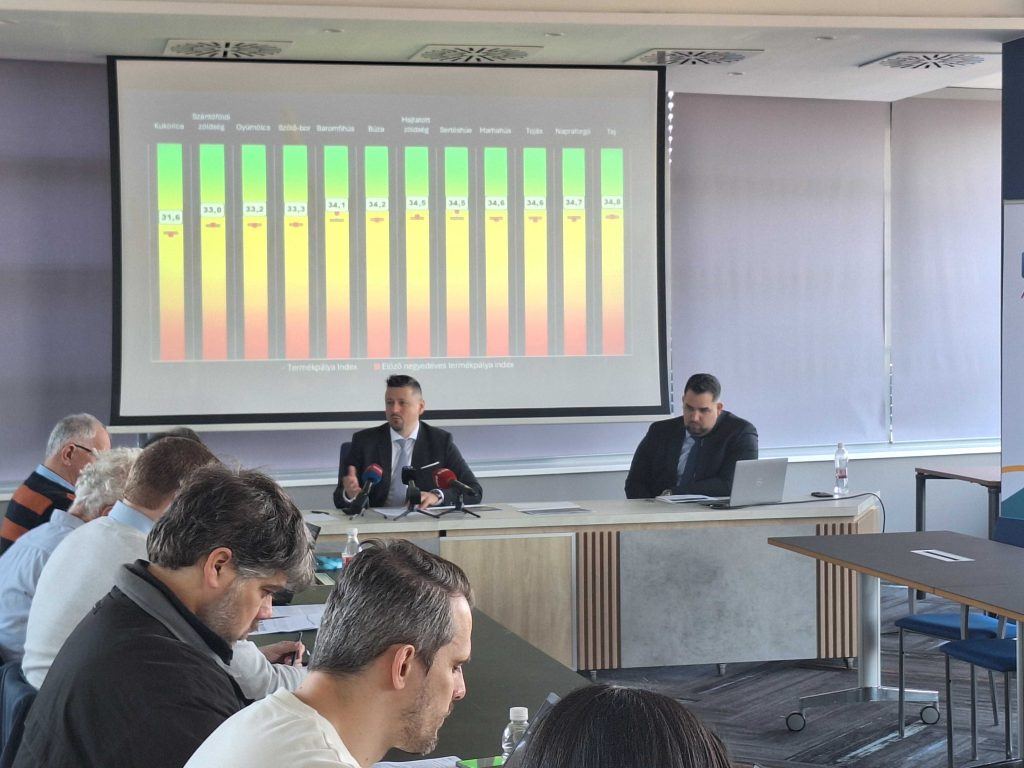 Kukorica
Szántóföldi
zöldség
Gyümölcs
Szőlő-bor
Baromfihús
Búza
Hajtatott
zöldség
Sertéshús
Marhahús
Tojás
Napraforgó
Tej
31,6
33,0
33,2
33,3
34,1
34,2
34,5
34,5
34,6
34,6
34,7
34,8
Termékpálya Index
Előző negyedéves termékpálya index